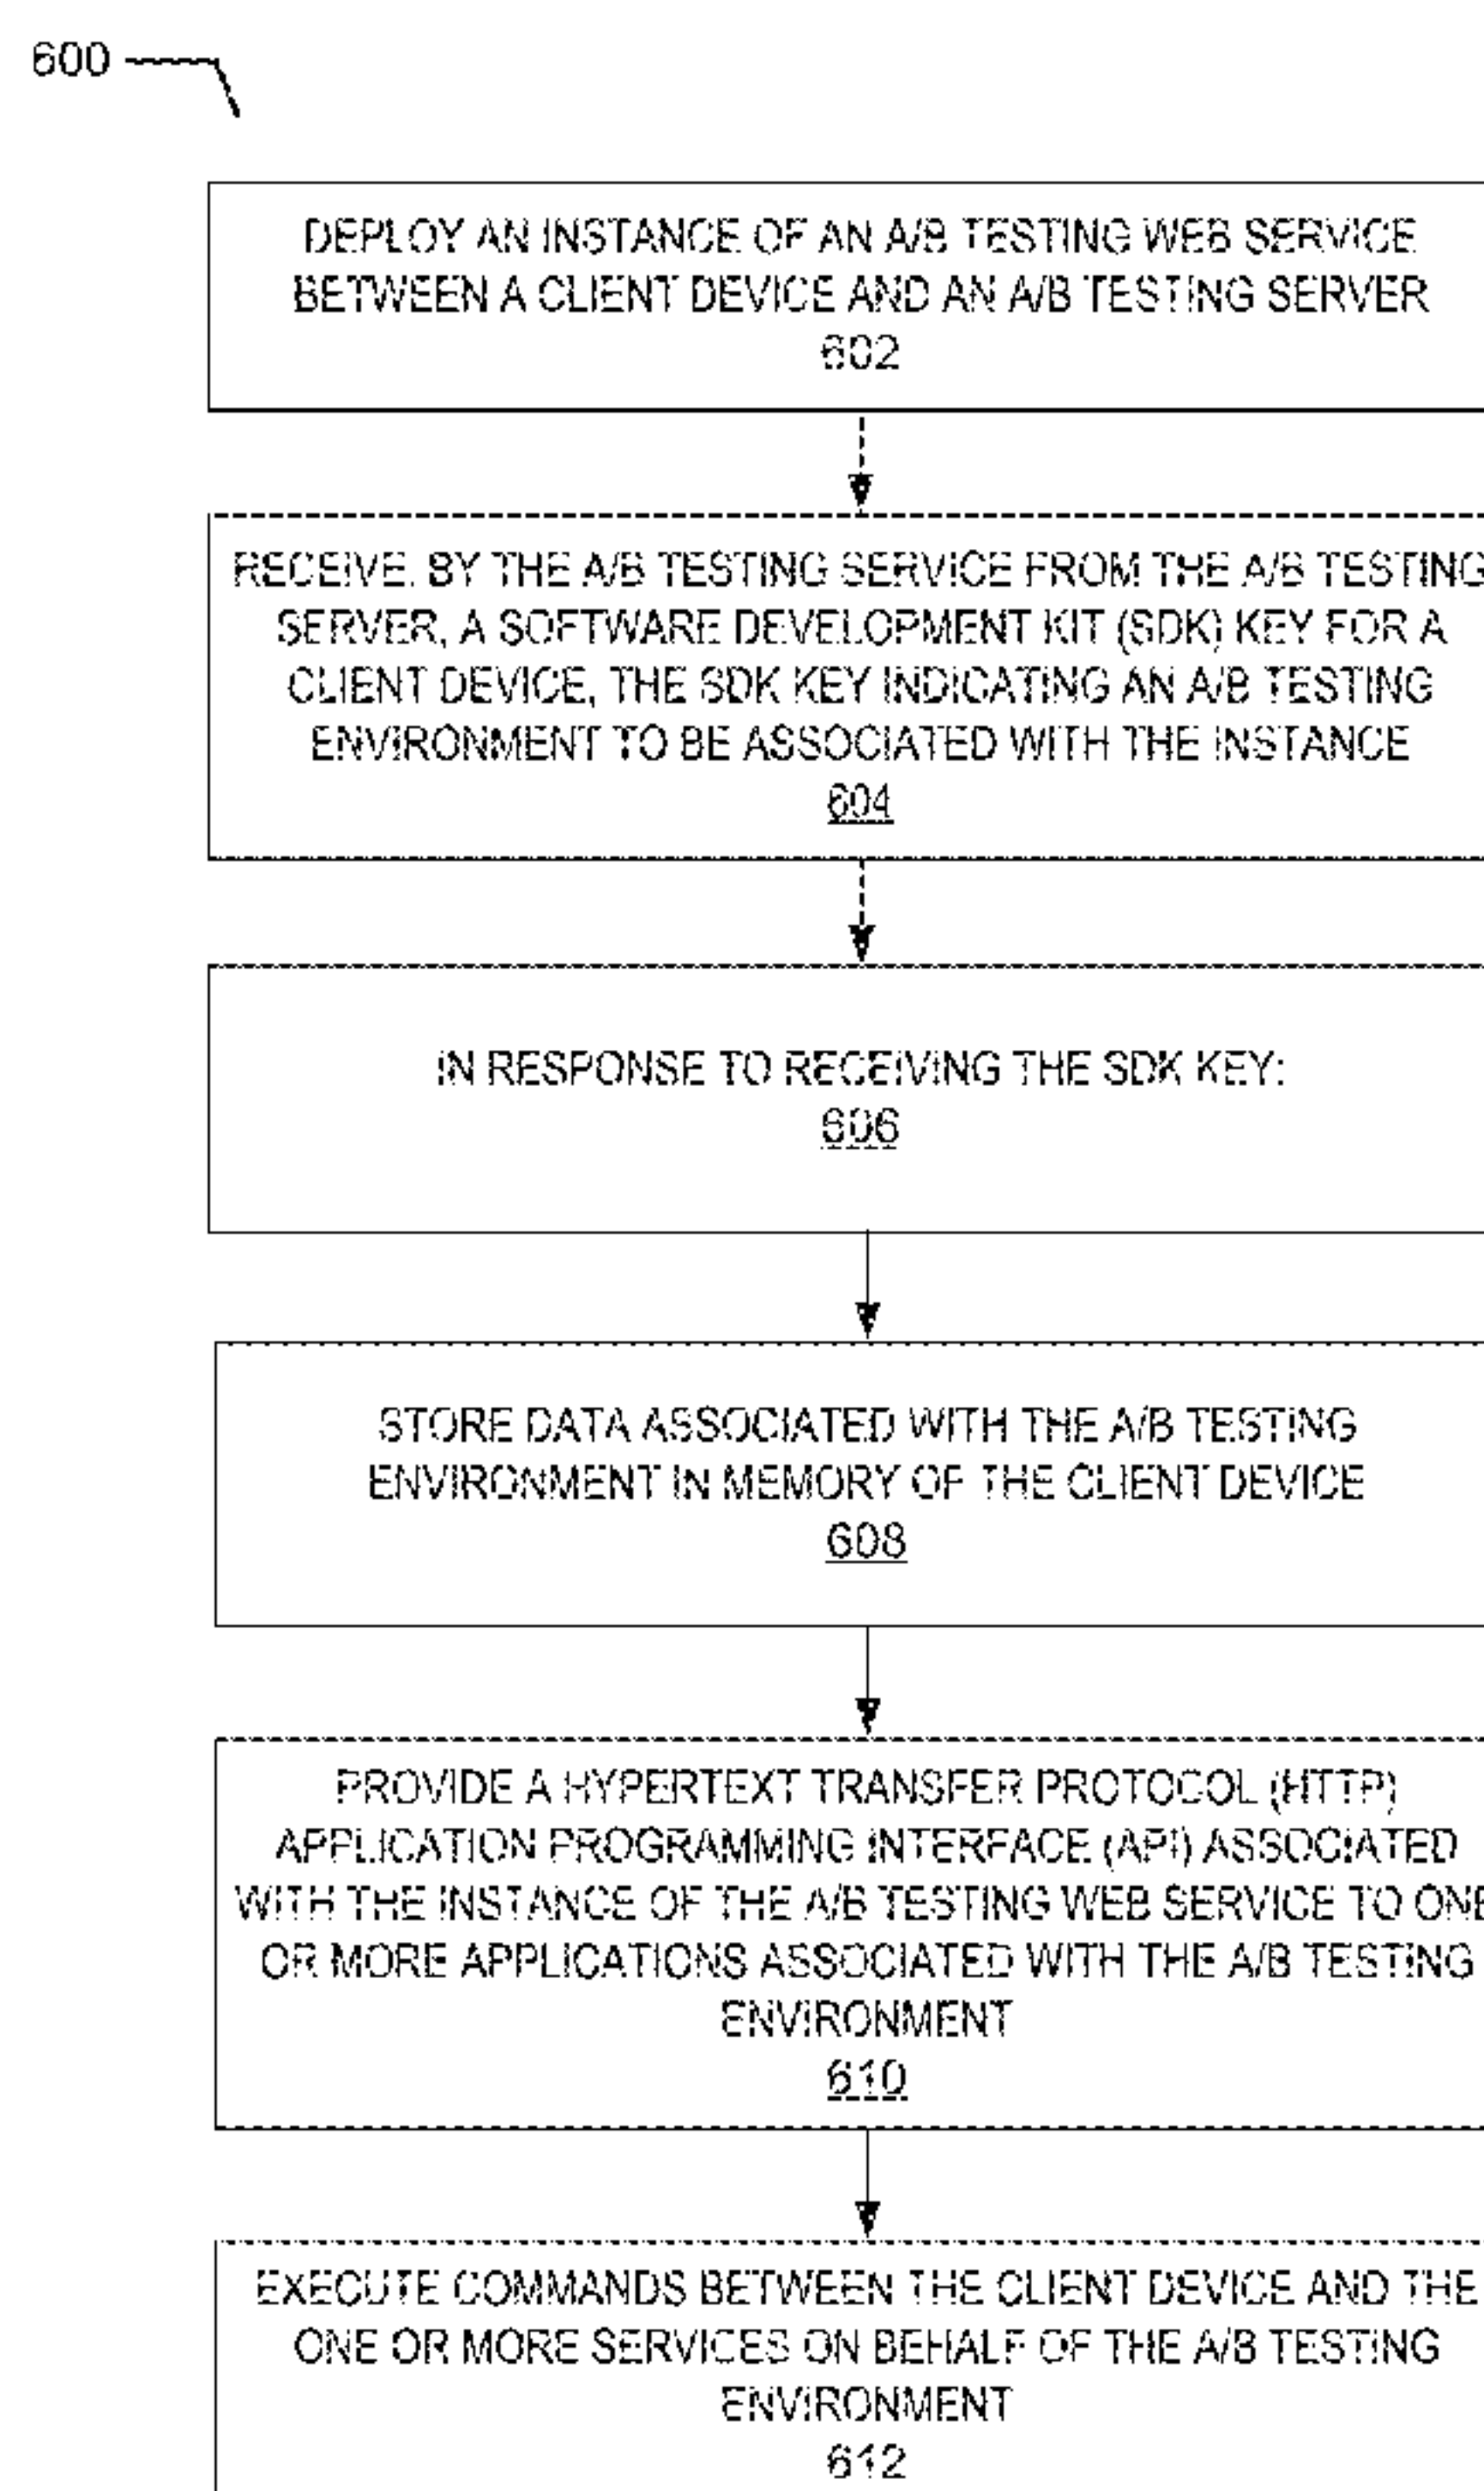 600
DEPLOY AN INSTANCE OF AN A/B TESTING WEB SERVICE
BETWEEN A CLIENT DEVICE AND AN A/B TESTING SERVER
602
RECEIVE, BY THE A/B TESTING SERVICE FROM THE A/B TESTING
SERVER, A SOFTWARE DEVELOPMENT KIT (SDK) KEY FOR A
CLIENT DEVICE, THE SDK KEY INDICATING AN A/B TESTING
ENVIRONMENT TO BE ASSOCIATED WITH THE INSTANCE
604
IN RESPONSE TO RECEIVING THE SDK KEY:
606
STORE DATA ASSOCIATED WITH THE A/B TESTING
ENVIRONMENT IN MEMORY OF THE CLIENT DEVICE
608
PROVIDE A HYPERTEXT TRANSFER PROTOCOL (HTTP)
APPLICATION PROGRAMMING INTERFACE (API) ASSOCIATED
WITH THE INSTANCE OF THE A/B TESTING WEB SERVICE TO ONE
OR MORE APPLICATIONS ASSOCIATED WITH THE A/B TESTING
ENVIRONMENT
610
EXECUTE COMMANDS BETWEEN THE CLIENT DEVICE AND THE
ONE OR MORE SERVICES ON BEHALF OF THE A/B TESTING
ENVIRONMENT
612